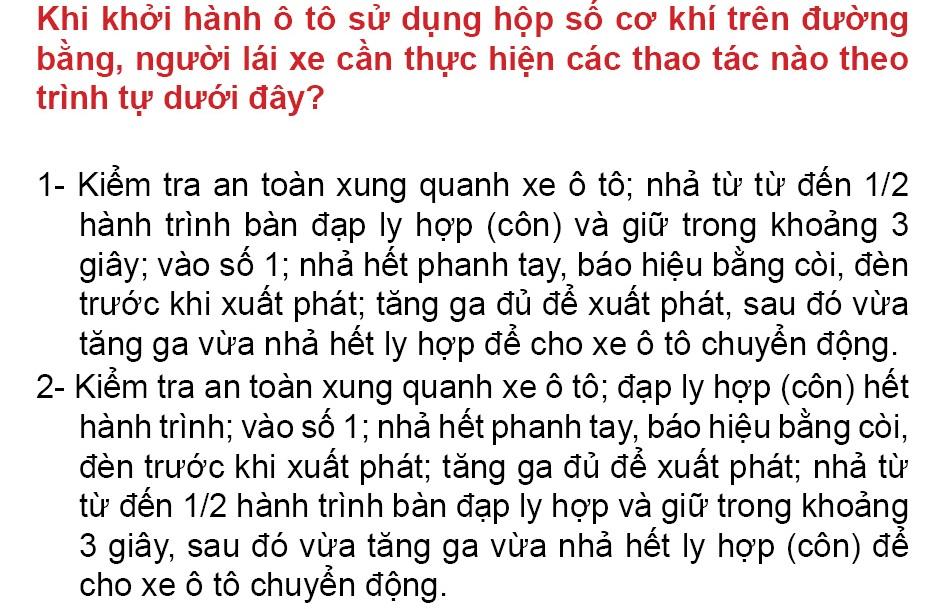 Khi khởi hành ô tô sử dụng hộp số cơ khí trên đường
bằng, người lái xe cần thực hiện các thao tác nào theo
trình tự dưới đây?
1- Kiểm tra an toàn xung quanh xe ô tô; nhả từ từ đến 1/2
hành trình bàn đạp ly hợp (côn) và giữ trong khoảng 3
giây; vào số 1; nhả hết phanh tay, báo hiệu bằng còi, đèn
trước khi xuất phát; tăng ga đủ để xuất phát, sau đó vừa
tăng ga vừa nhả hết ly hợp để cho xe ô tô chuyển động.
2- Kiểm tra an toàn xung quanh xe ô tô; đạp ly hợp (côn) hết
hành trình; vào số 1; nhả hết phanh tay, báo hiệu bằng còi,
đèn trước khi xuất phát; tăng ga đủ để xuất phát; nhả từ
từ đến 1/2 hành trình bàn đạp ly hợp và giữ trong khoảng
3 giây, sau đó vừa tăng ga vừa nhả hết ly hợp (côn) để
cho xe ô tô chuyển động.